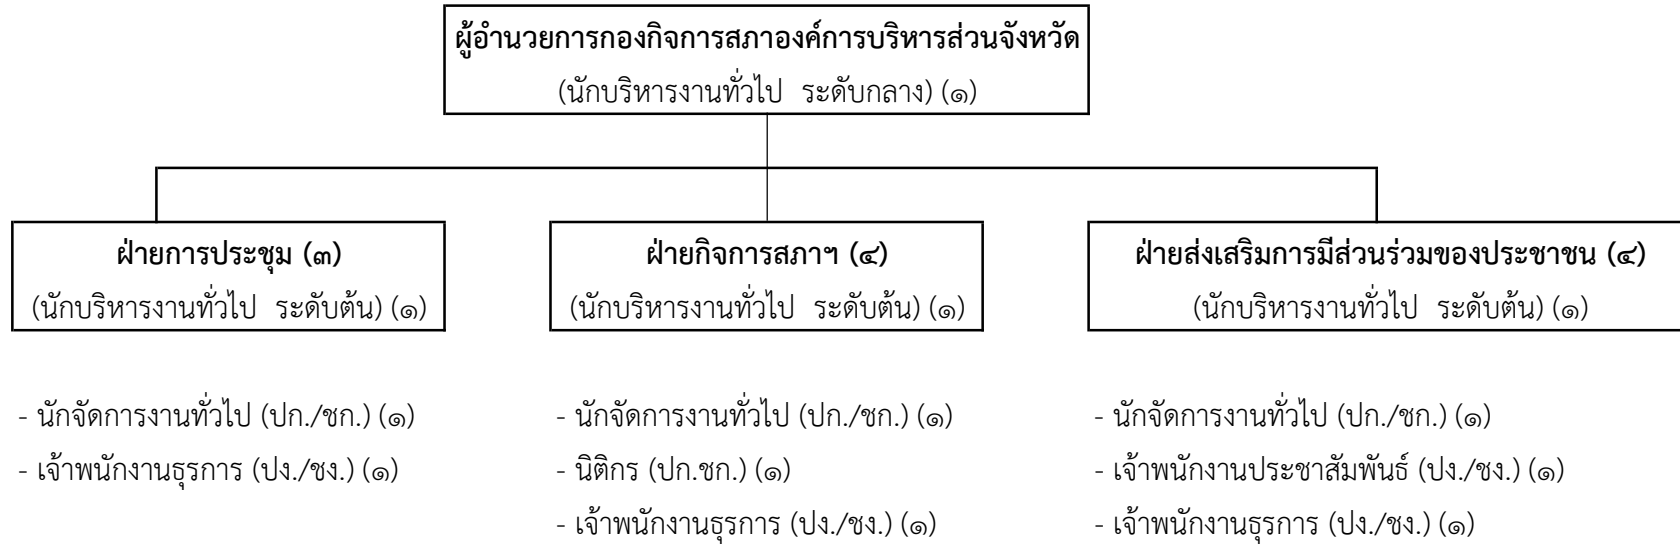 ผู้อำนวยการกองกิจการสภาองค์การบริหารส่วนจังหวัด
(นักบริหารงานทั่วไป ระดับกลาง) (๑)
ฝ่ายการประชุม (๓)
(นักบริหารงานทั่วไป ระดับต้น) (๑)
- นักจัดการงานทั่วไป (ปก./ชก.) (๑)
- เจ้าพนักงานธุรการ (ปง./ชง.) (๑)
ฝ่ายกิจการสภาฯ (๔)
(นักบริหารงานทั่วไป ระดับต้น) (๑)
- นักจัดการงานทั่วไป (ปก./ชก.) (๑)
- นิติกร (ปก.ชก.) (๑)
- เจ้าพนักงานธุรการ (ปง./ชง.) (๑)
ฝ่ายส่งเสริมการมีส่วนร่วมของประชาชน (๔)
(นักบริหารงานทั่วไป ระดับต้น) (๑)
- นักจัดการงานทั่วไป (ปก./ชก.) (๑)
- เจ้าพนักงานประชาสัมพันธ์ (ปง./ชง.) (๑)
- เจ้าพนักงานธุรการ (ปง./ชง.) (๑)